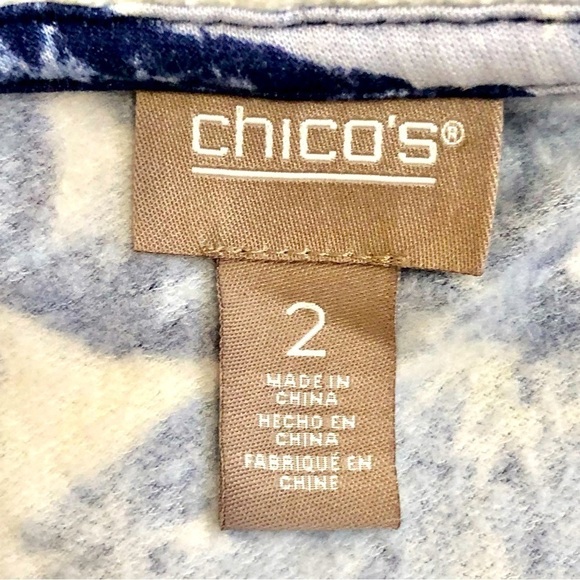 chico's®
2
MADE IN
CHINA
HECHO EN
CHINA
FABRIQUÉ EN
CHINE